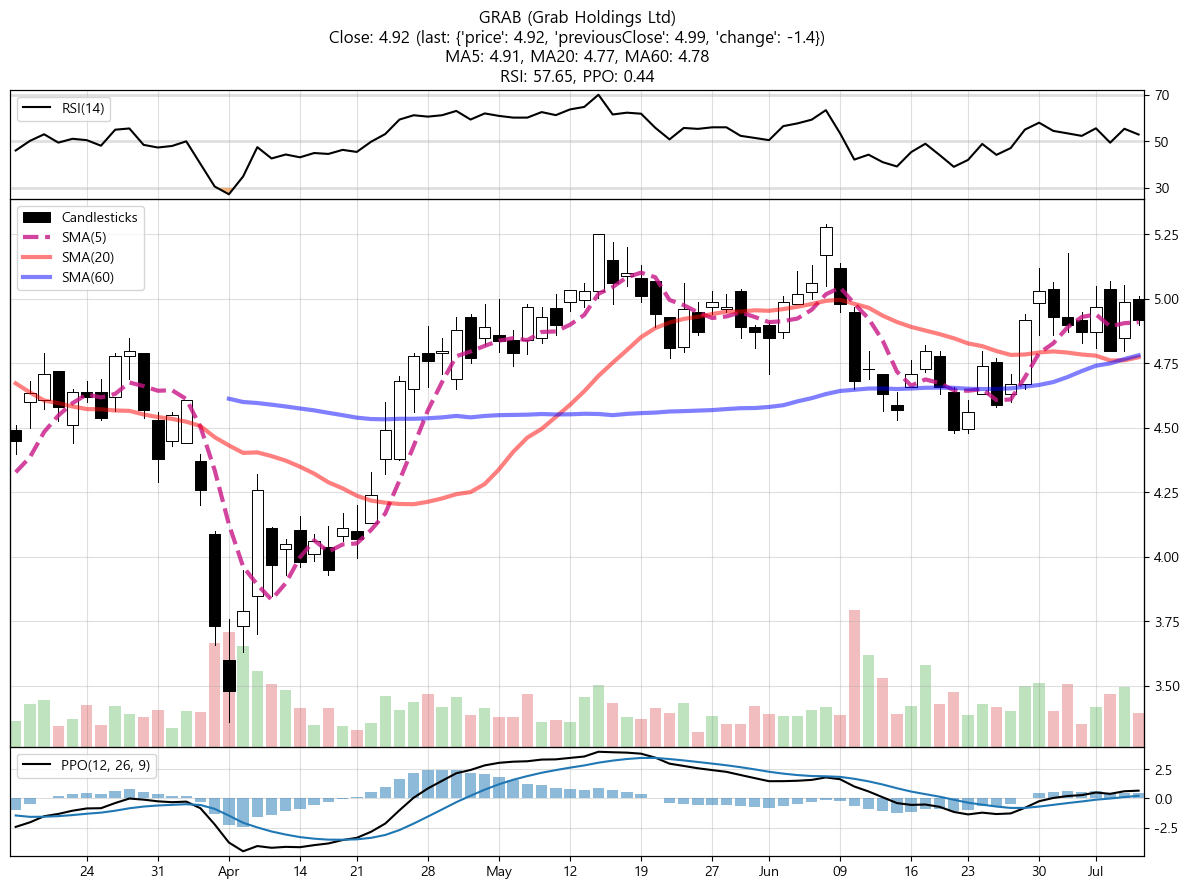 GRAB (Grab Holdings Ltd)
Close: 4.92 (last: {'price': 4.92, 'previousClose': 4.99, 'change': -1.4})
MA5: 4.91, MA20: 4.77, MA60: 4.78
RSI: 57.65, PPO: 0.44
RSI(14)
70
50
30
Candlesticks
SMA(5)
SMA(20)
SMA(60)
5.25
5.00
4.75
4.50
4.25
4.00
3.75
3.50
PPO(12, 26, 9)
2.5
0.0
-2.5
24 31 Apr 14 21 28 May 12 19 27 Jun 09 16 23 30 Jul